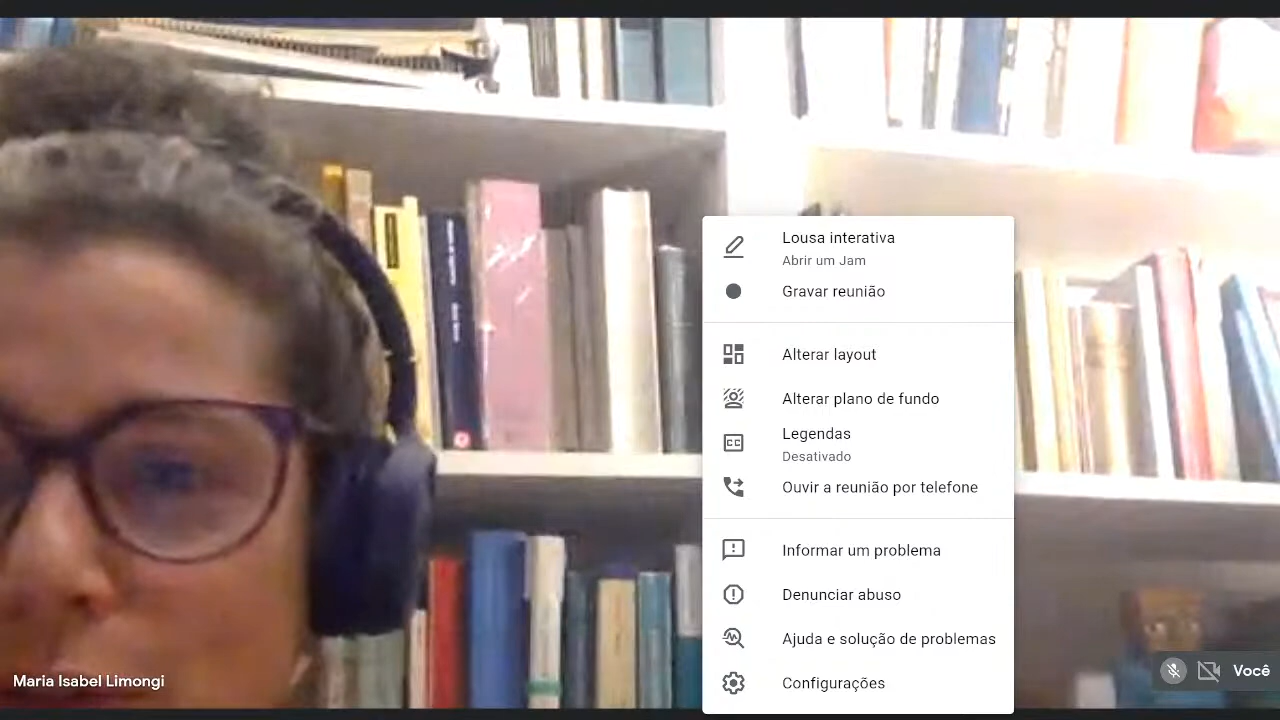 Lousa interativa
Abrir um Jam
Gravar reunião
Alterar layout
Alterar plano de fundo
Legendas
Desativado
Ouvir a reunião por telefone
Informar um problema
Denunciar abuso
Ajuda e solução de problemas
Configurações
Maria Isabel Limongi
Você